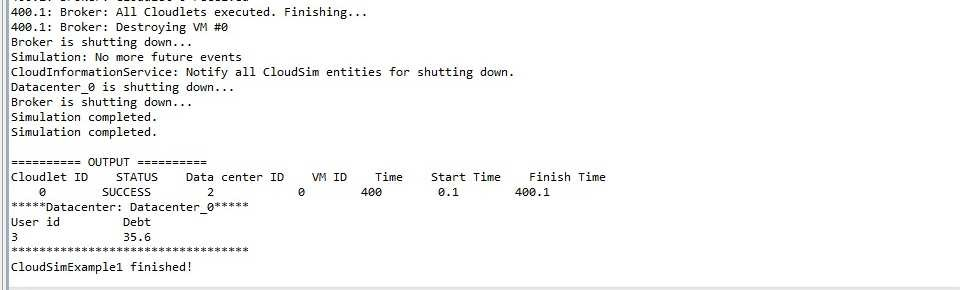 400.1: Broker: All Cloudlets executed. Finishing...
400.1: Broker: Destroying VM #0
Broker is shutting down...
Simulation: No more future events
CloudInformationService: Notify all CloudSim entities for shutting down.
Datacenter_0 is shutting down...
Broker is shutting down...
Simulation completed.
Simulation completed.
========== OUTPUT ==========
Cloudlet ID    STATUS    Data center ID    VM ID    Time    Start Time    Finish Time
0        SUCCESS        2            0        400        0.1        400.1
*****Datacenter: Datacenter_0*****
User id         Debt
3               35.6
**********************************
CloudSimExample1 finished!